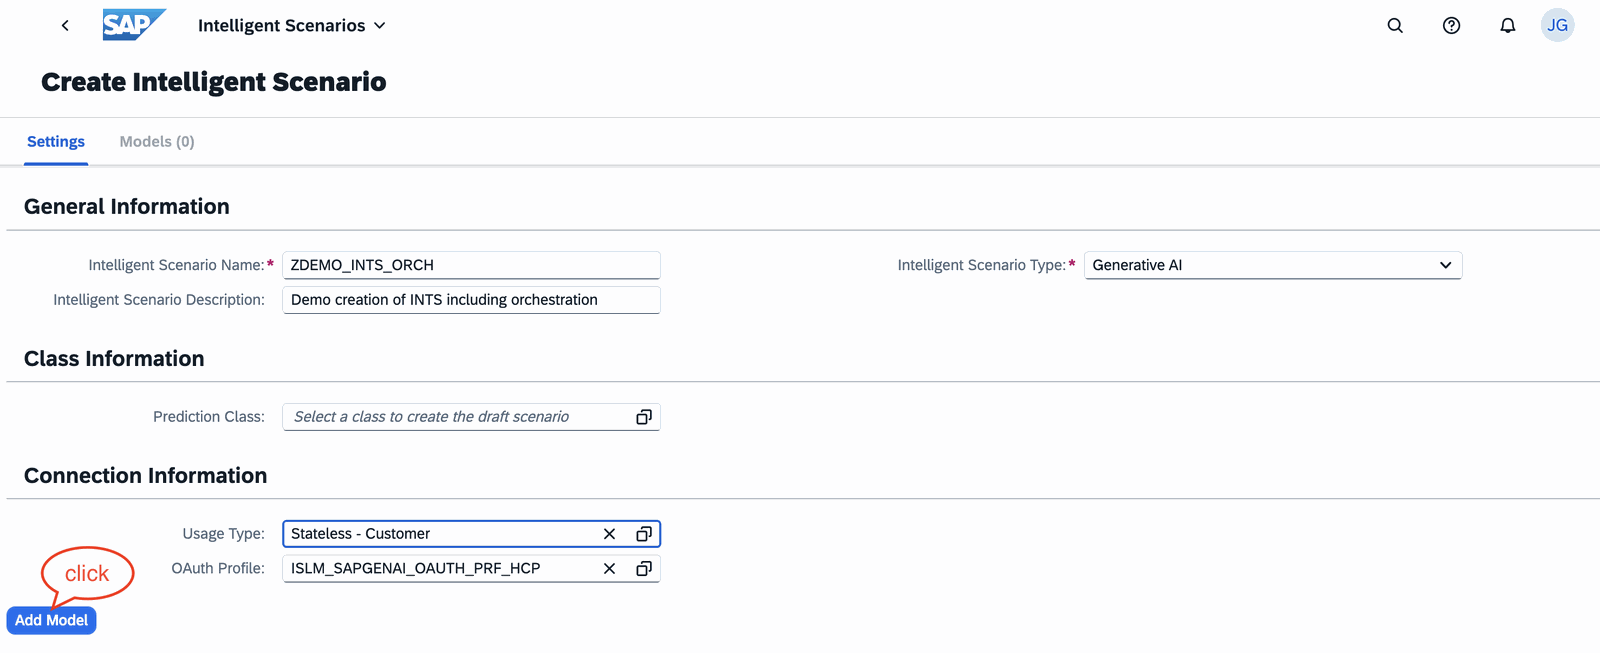 SAP Intelligent Scenarios JG
Create Intelligent Scenario
Settings Models (0)
General Information
Intelligent Scenario Name:* ZDEMO_INTS_ORCH Intelligent Scenario Type:* Generative AI
Intelligent Scenario Description: Demo creation of INTS including orchestration
Class Information
Prediction Class: Select a class to create the draft scenario
Connection Information
Usage Type: Stateless - Customer
OAuth Profile: ISLM_SAPGENAI_OAUTH_PRF_HCP
click
Add Model